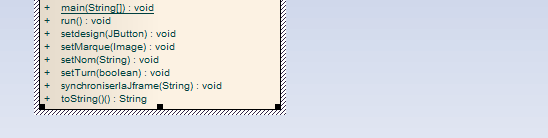 + main(String[]) : void
+ run() : void
+ setdesign(JButton) : void
+ setMarque(Image) : void
+ setNom(String) : void
+ setTurn(boolean) : void
+ synchroniserlaJframe(String) : void
+ toString()() : String